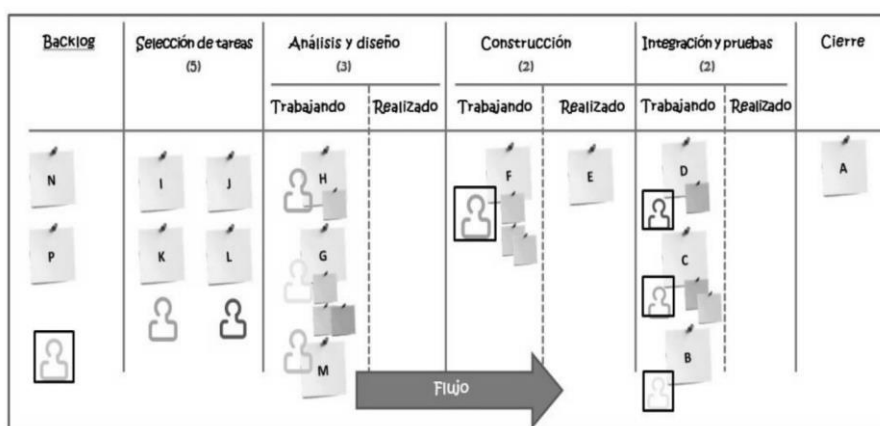 Backlog
Selección de tareas
(5)
Análisis y diseño
(3)
Construcción
(2)
Integración y pruebas
(2)
Cierre
Trabajando
Realizado
Trabajando
Realizado
Trabajando
Realizado
N
I
J
H
F
E
D
A
P
K
L
G
C
M
B
Flujo